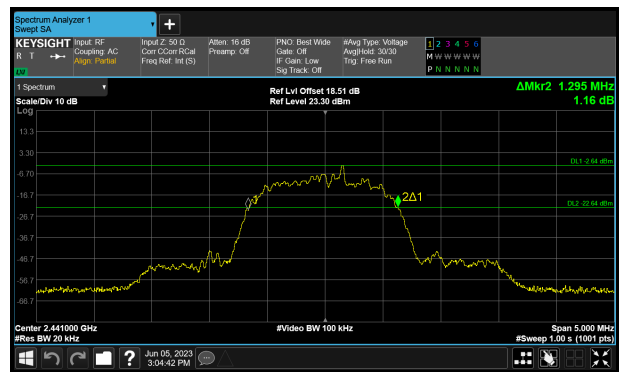 Spectrum Analyzer 1
Swept SA
+
KEYSIGHT
R T
LXI
Input: RF
Coupling: AC
Align: Partial
Input Z: 50 Ω
Corr CCorr RCal
Freq Ref: Int (S)
Atten: 16 dB
Preamp: Off
PNO: Best Wide
Gate: Off
IF Gain: Low
Sig Track: Off
#Avg Type: Voltage
Avg|Hold: 30/30
Trig: Free Run
1 2 3 4 5 6
M W W W W W
P N N N N N
1 Spectrum
Scale/Div 10 dB
Log
Ref Lvl Offset 18.51 dB
Ref Level 23.30 dBm
ΔMkr2 1.295 MHz
1.16 dB
13.3
3.30
-6.70
-16.7
-26.7
-36.7
-46.7
-56.7
-66.7
DL1 -2.64 dBm
2Δ1
DL2 -22.64 dBm
Center 2.441000 GHz
#Res BW 20 kHz
#Video BW 100 kHz
Span 5.000 MHz
#Sweep 1.00 s (1001 pts)
?
Jun 05, 2023
3:04:42 PM